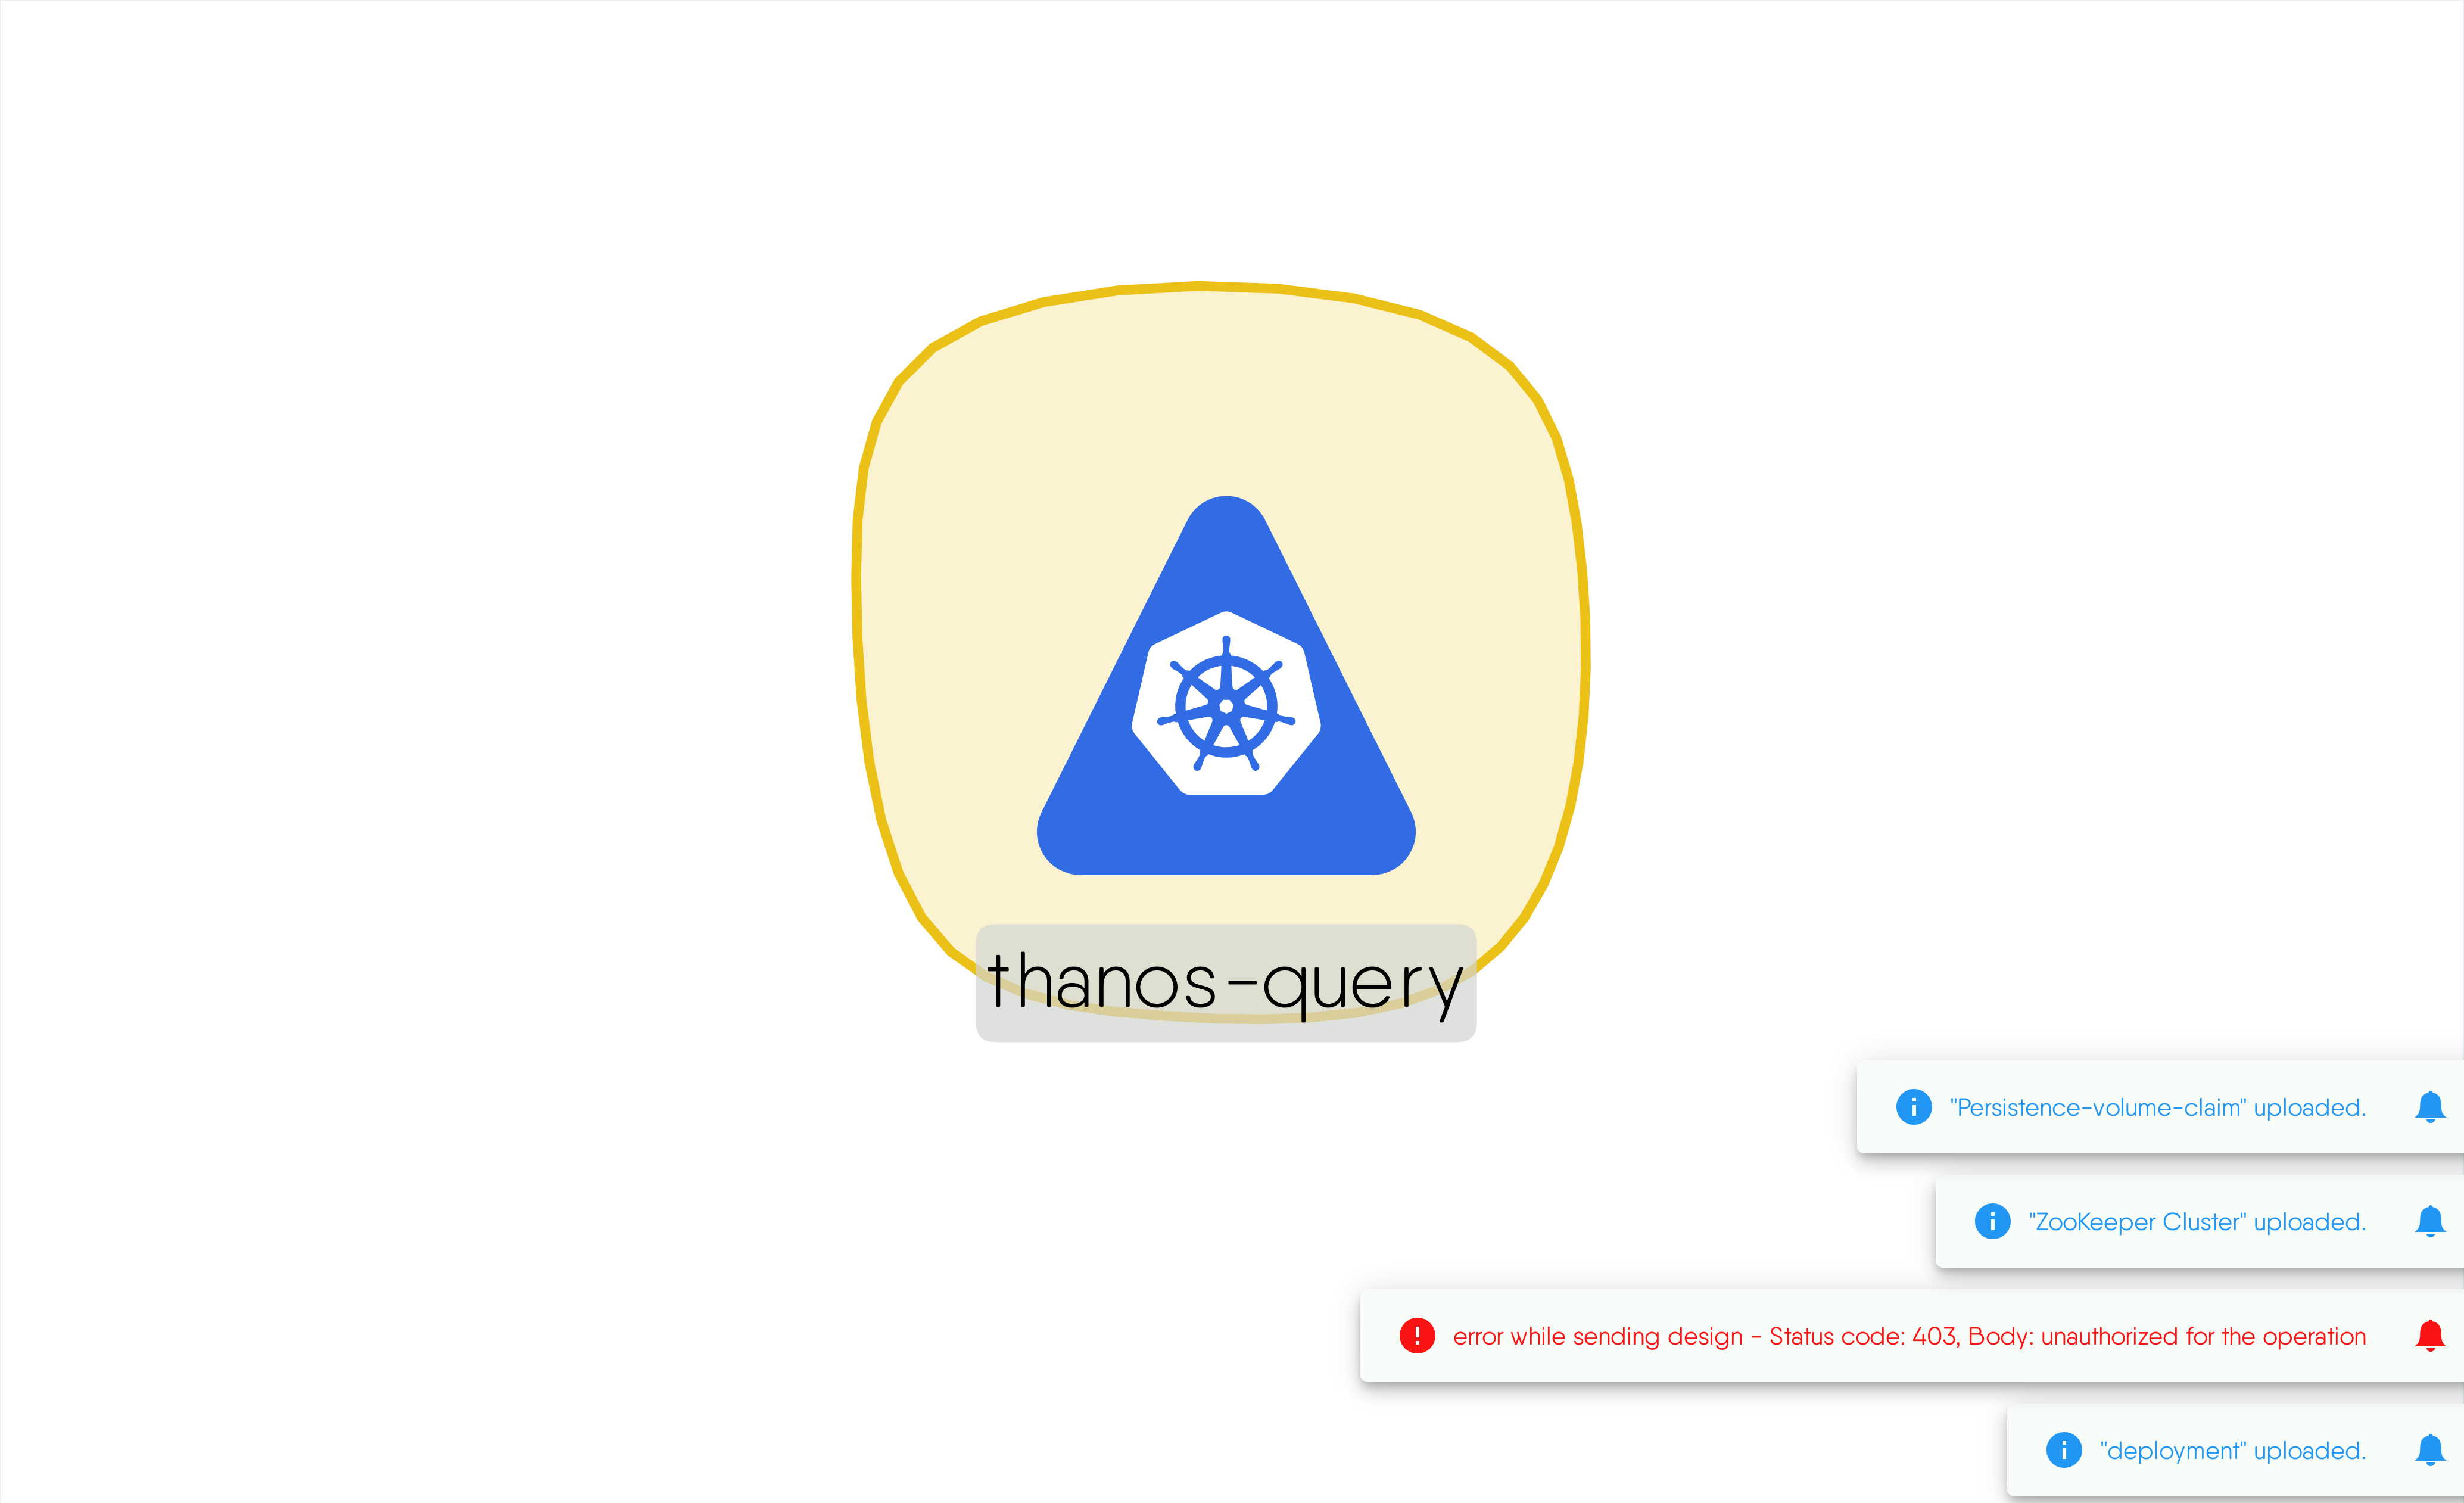 thanos-query
"Persistence-volume-claim" uploaded.
"ZooKeeper Cluster" uploaded.
error while sending design - Status code: 403, Body: unauthorized for the operation
"deployment" uploaded.